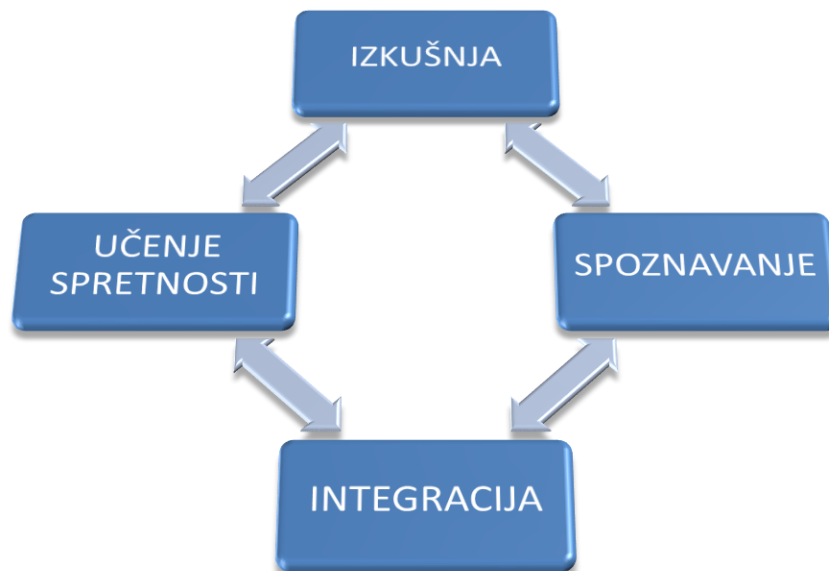 IZKUŠNJA
UČENJE
SPRETNOSTI
SPOZNAVANJE
INTEGRACIJA